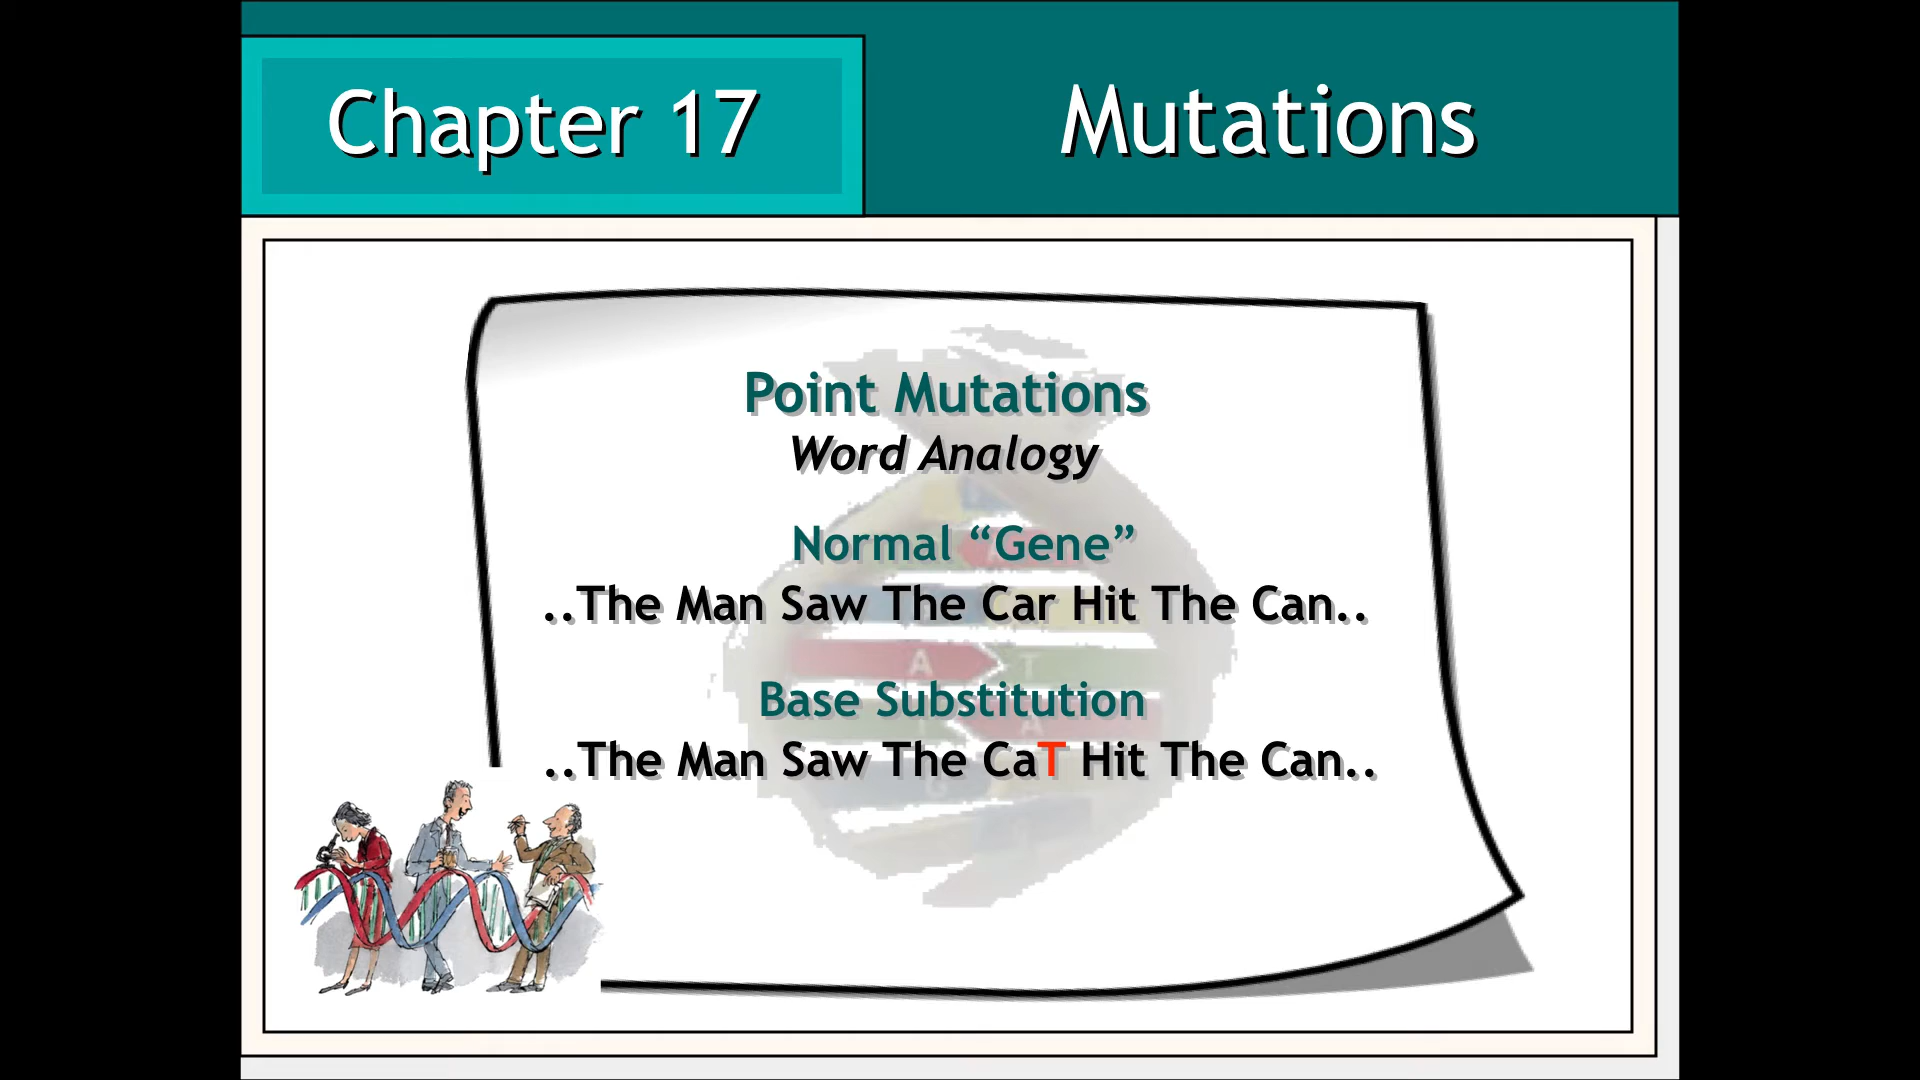 Chapter 17
Mutations
Point Mutations
Word Analogy
Normal “Gene”
..The Man Saw The Car Hit The Can..
A T
Base Substitution
A
..The Man Saw The CaT Hit The Can..
G